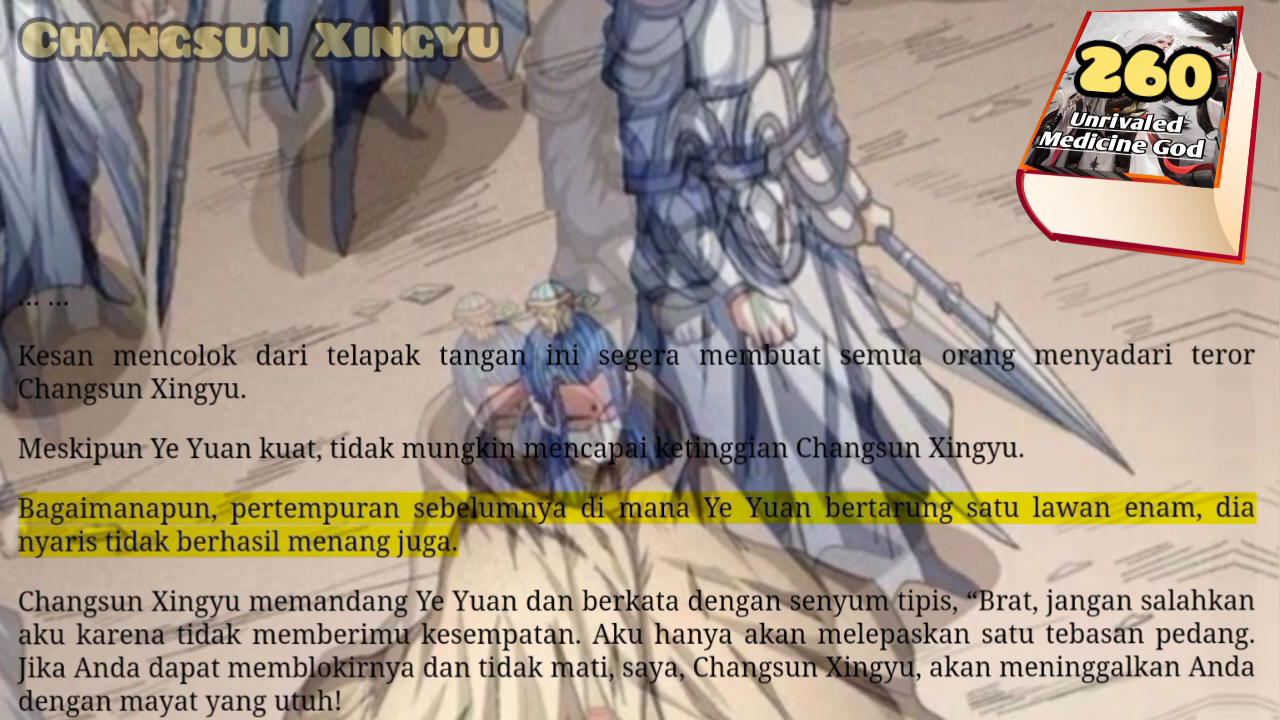 Changsun Xingyu
260
Unrivaled
Medicine God
... ...
Kesan mencolok dari telapak tangan ini segera membuat semua orang menyadari teror
Changsun Xingyu.
Meskipun Ye Yuan kuat, tidak mungkin mencapai ketinggian Changsun Xingyu.
Bagaimanapun, pertempuran sebelumnya di mana Ye Yuan bertarung satu lawan enam, dia
nyaris tidak berhasil menang juga.
Changsun Xingyu memandang Ye Yuan dan berkata dengan senyum tipis, “Brat, jangan salahkan
aku karena tidak memberimu kesempatan. Aku hanya akan melepaskan satu tebasan pedang.
Jika Anda dapat memblokirnya dan tidak mati, saya, Changsun Xingyu, akan meninggalkan Anda
dengan mayat yang utuh!